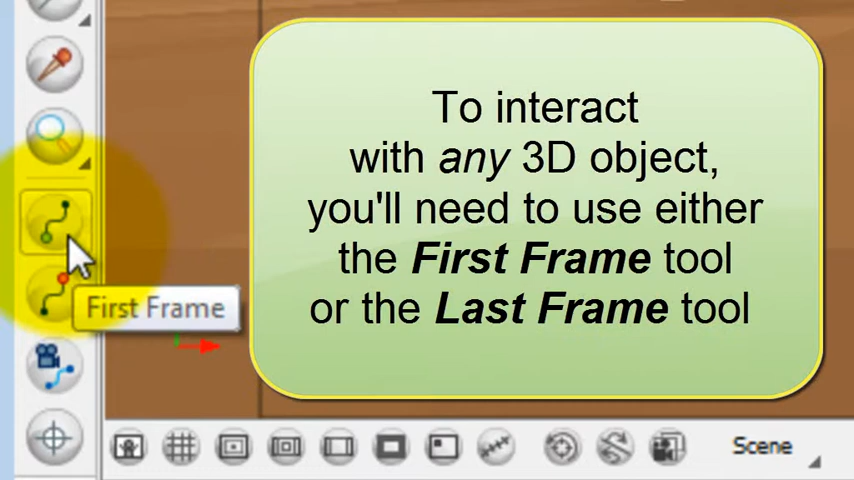 To interact
with any 3D object,
you'll need to use either
the First Frame tool
or the Last Frame tool
First Frame
Scene